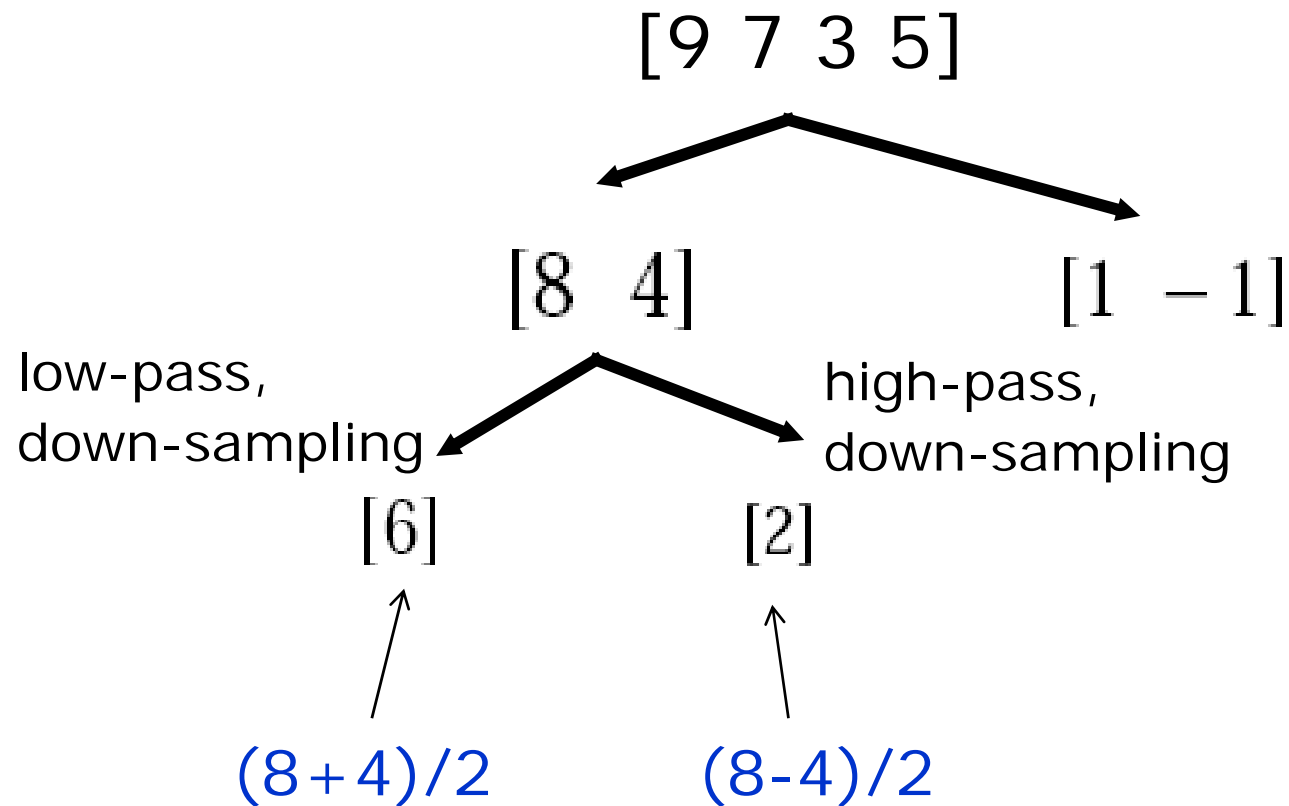 [9 7 3 5]
[8 4]
[1 − 1]
low-pass,
down-sampling
high-pass,
down-sampling
[6]
[2]
(8+4)/2
(8-4)/2